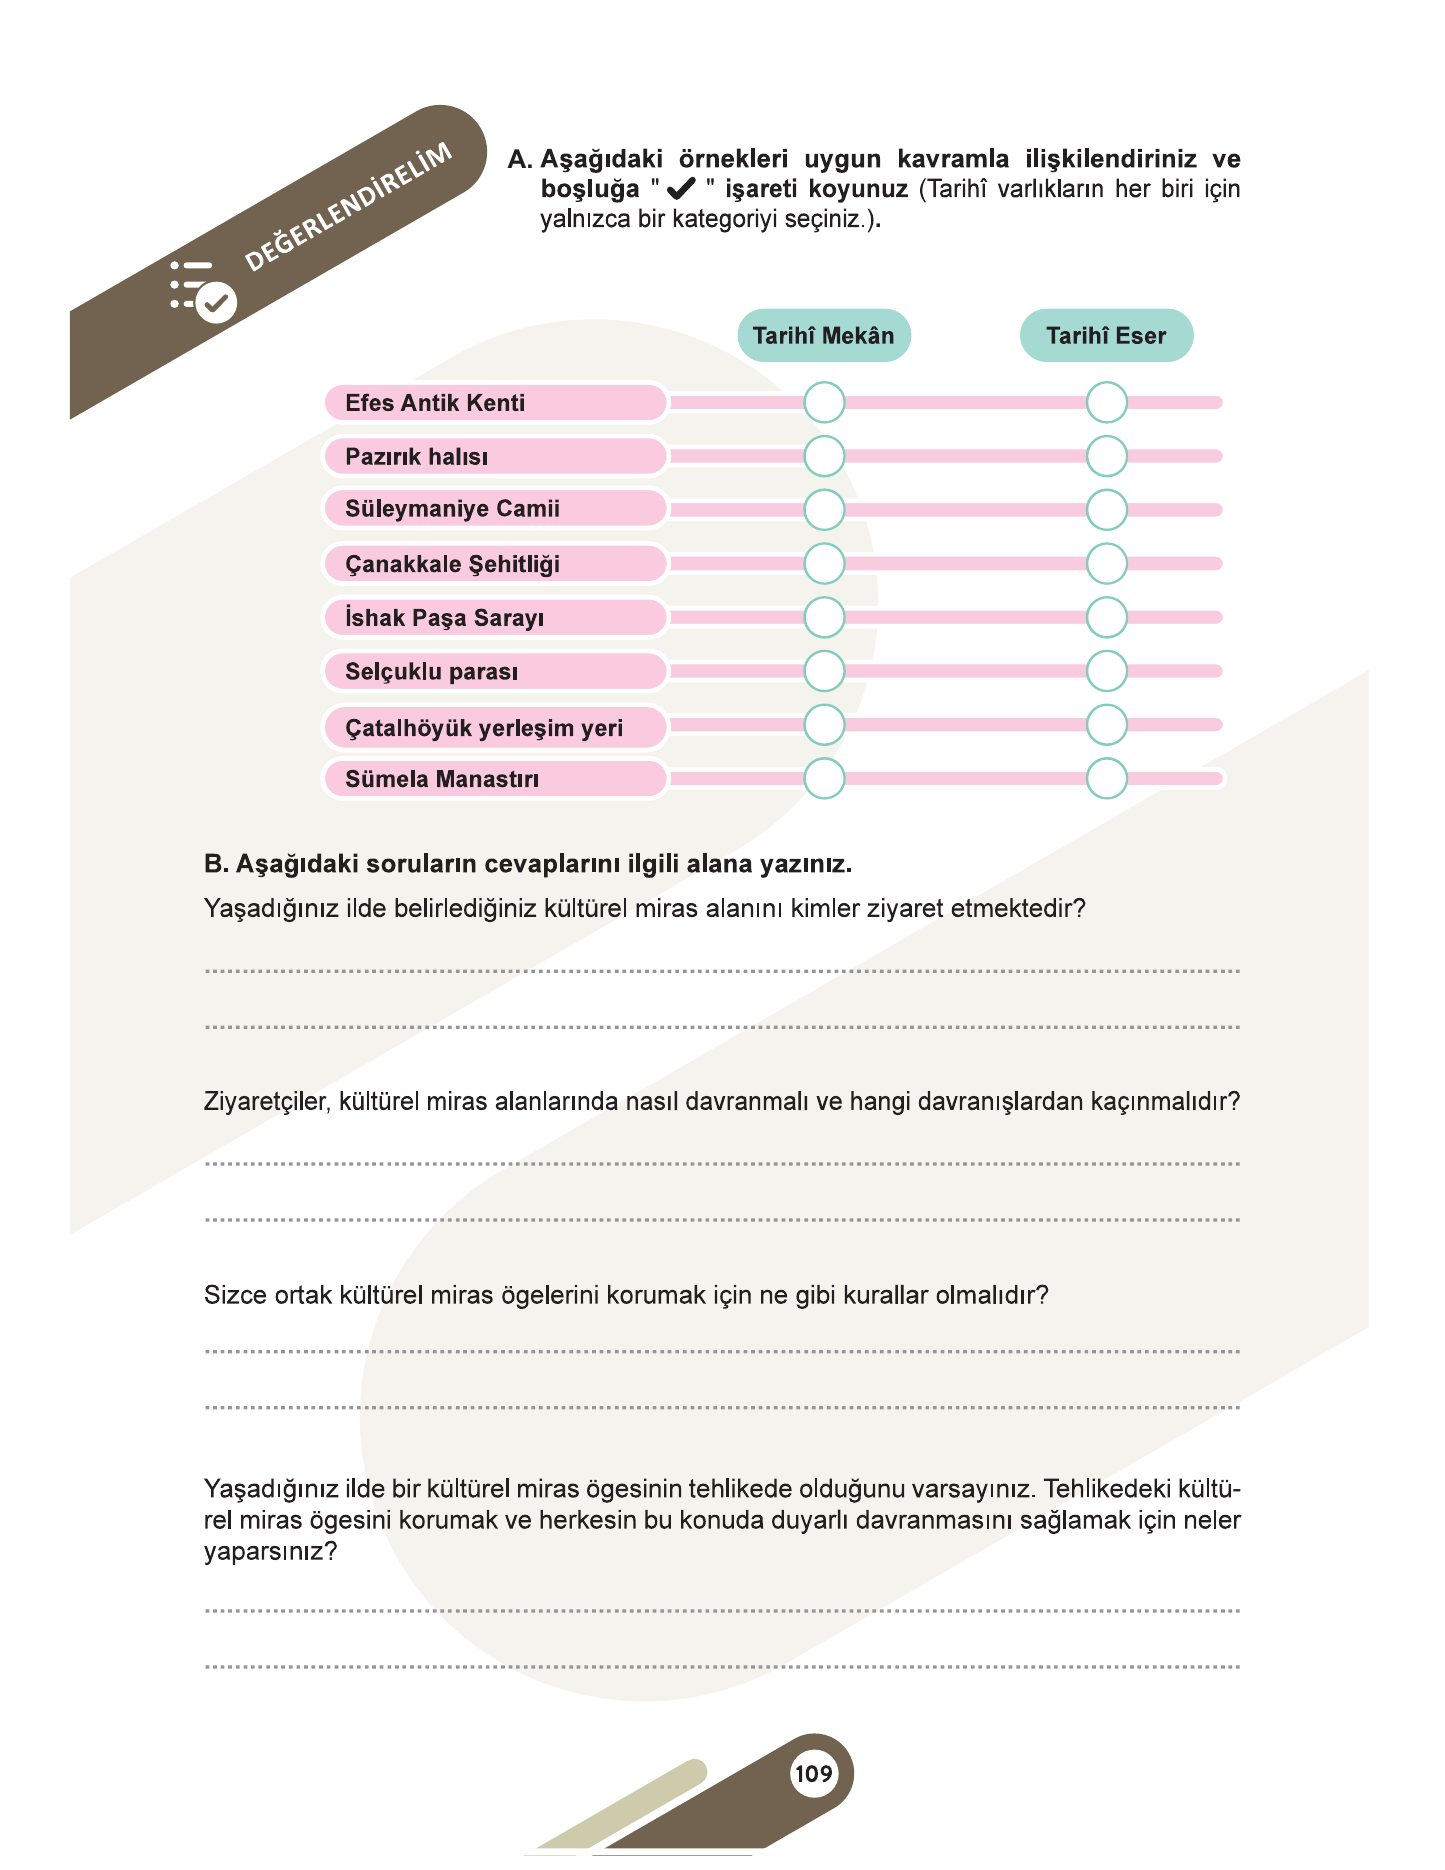 DEĞERLENDİRELİM
A. Aşağıdaki örnekleri uygun kavramla ilişkilendiriniz ve
boşluğa " ✔ " işareti koyunuz (Tarihî varlıkların her biri için
yalnızca bir kategoriyi seçiniz.).
Tarihî Mekân Tarihî Eser
Efes Antik Kenti
Pazırık halısı
Süleymaniye Camii
Çanakkale Şehitliği
İshak Paşa Sarayı
Selçuklu parası
Çatalhöyük yerleşim yeri
Sümela Manastırı
B. Aşağıdaki soruların cevaplarını ilgili alana yazınız.
Yaşadığınız ilde belirlediğiniz kültürel miras alanını kimler ziyaret etmektedir?
Ziyaretçiler, kültürel miras alanlarında nasıl davranmalı ve hangi davranışlardan kaçınmalıdır?
Sizce ortak kültürel miras ögelerini korumak için ne gibi kurallar olmalıdır?
Yaşadığınız ilde bir kültürel miras ögesinin tehlikede olduğunu varsayınız. Tehlikedeki kültü-
rel miras ögesini korumak ve herkesin bu konuda duyarlı davranmasını sağlamak için neler
yaparsınız?
109